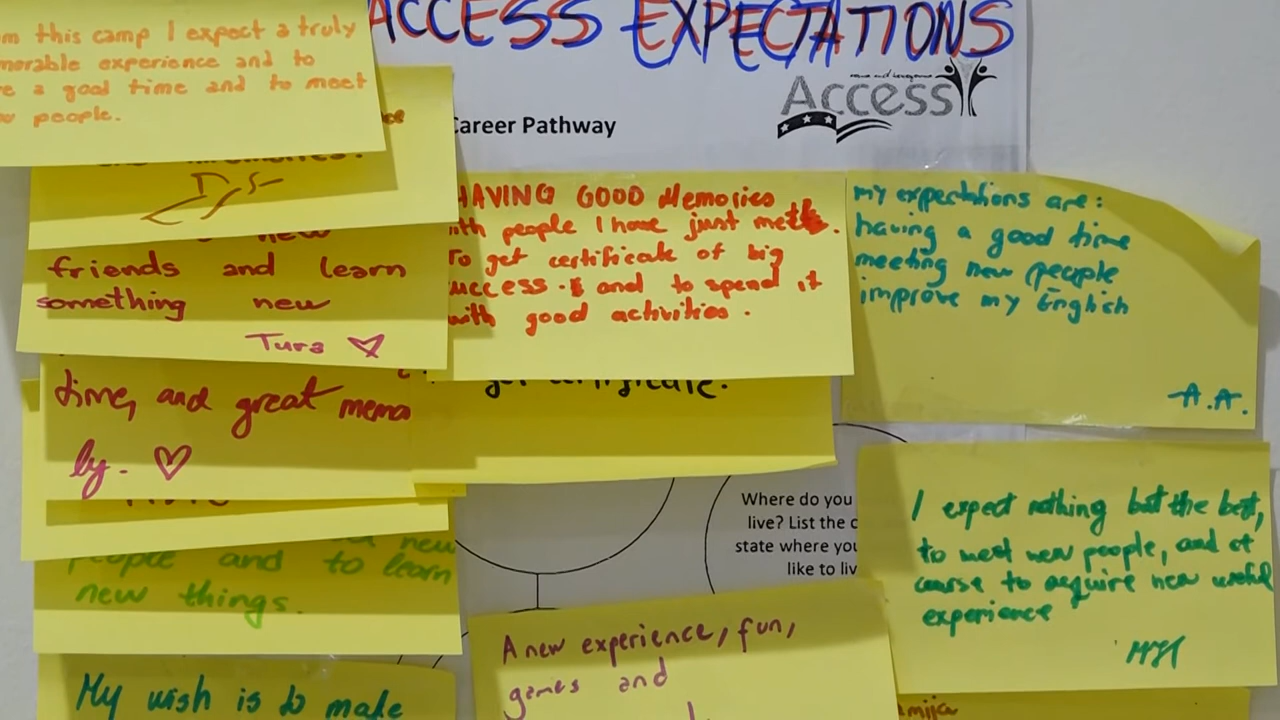 ACCESS EXPECTATIONS
Access
Career Pathway
m this camp I expect a truly
morable experience and to
e a good time and to meet
w people.
friends and learn
something new
Tura ♡
time, and great memo
ly. ♡
new
people and to learn
new things.
My wish is to make
HAVING GOOD Memories
ith people I have just met.
To get certificate of big
uccess. and to spend it
with good activities.
get certificate.
my expectations are:
having a good time
meeting new people
improve my English
A.A.
Where do you
live? List the c
state where you
like to liv
I expect nothing but the best,
to meet new people, and of
course to acquire new useful
experience
A new experience, fun,
games and
mija